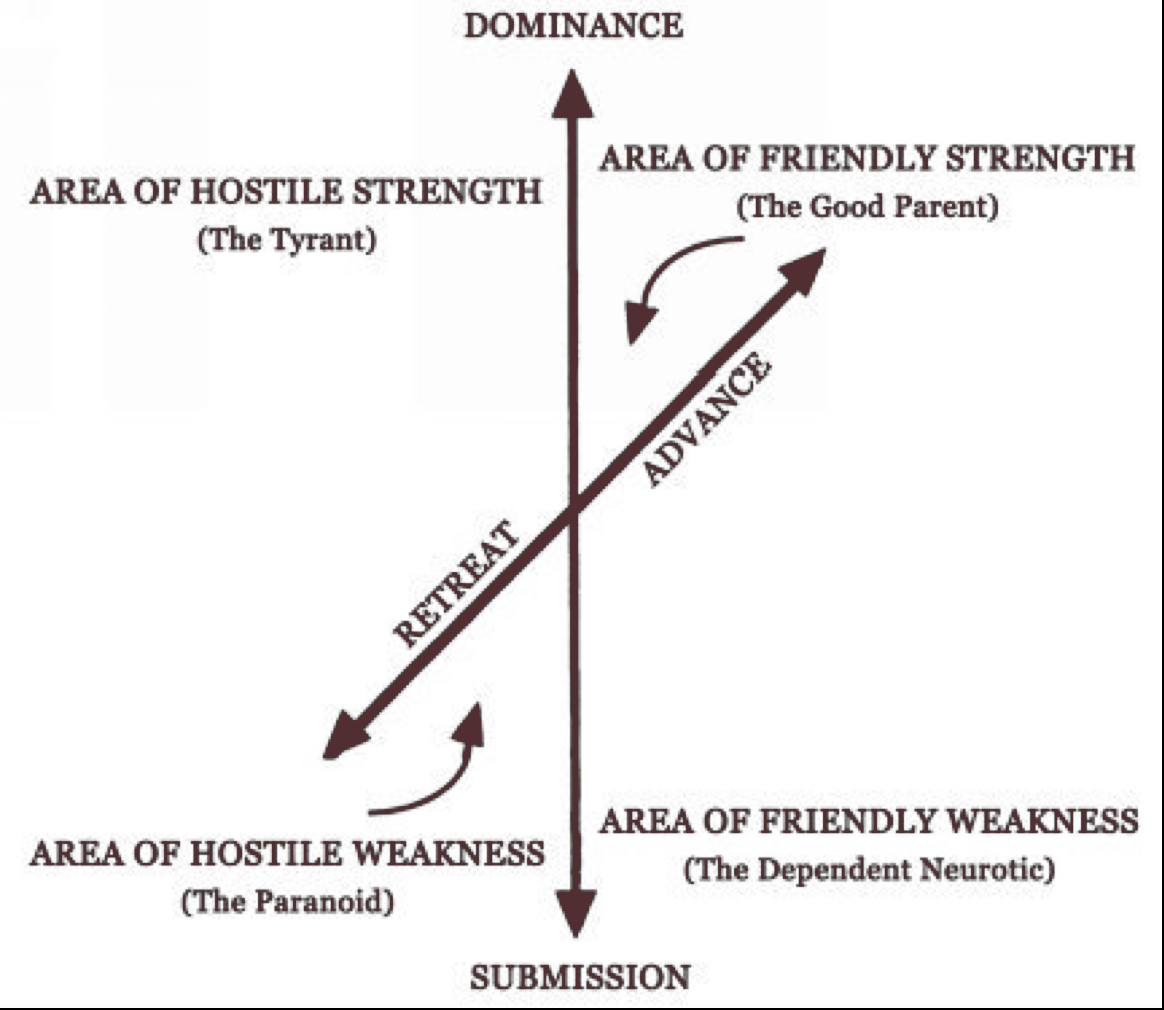 DOMINANCE
AREA OF FRIENDLY STRENGTH
(The Good Parent)
AREA OF HOSTILE STRENGTH
(The Tyrant)
ADVANCE
RETREAT
AREA OF FRIENDLY WEAKNESS
(The Dependent Neurotic)
AREA OF HOSTILE WEAKNESS
(The Paranoid)
SUBMISSION